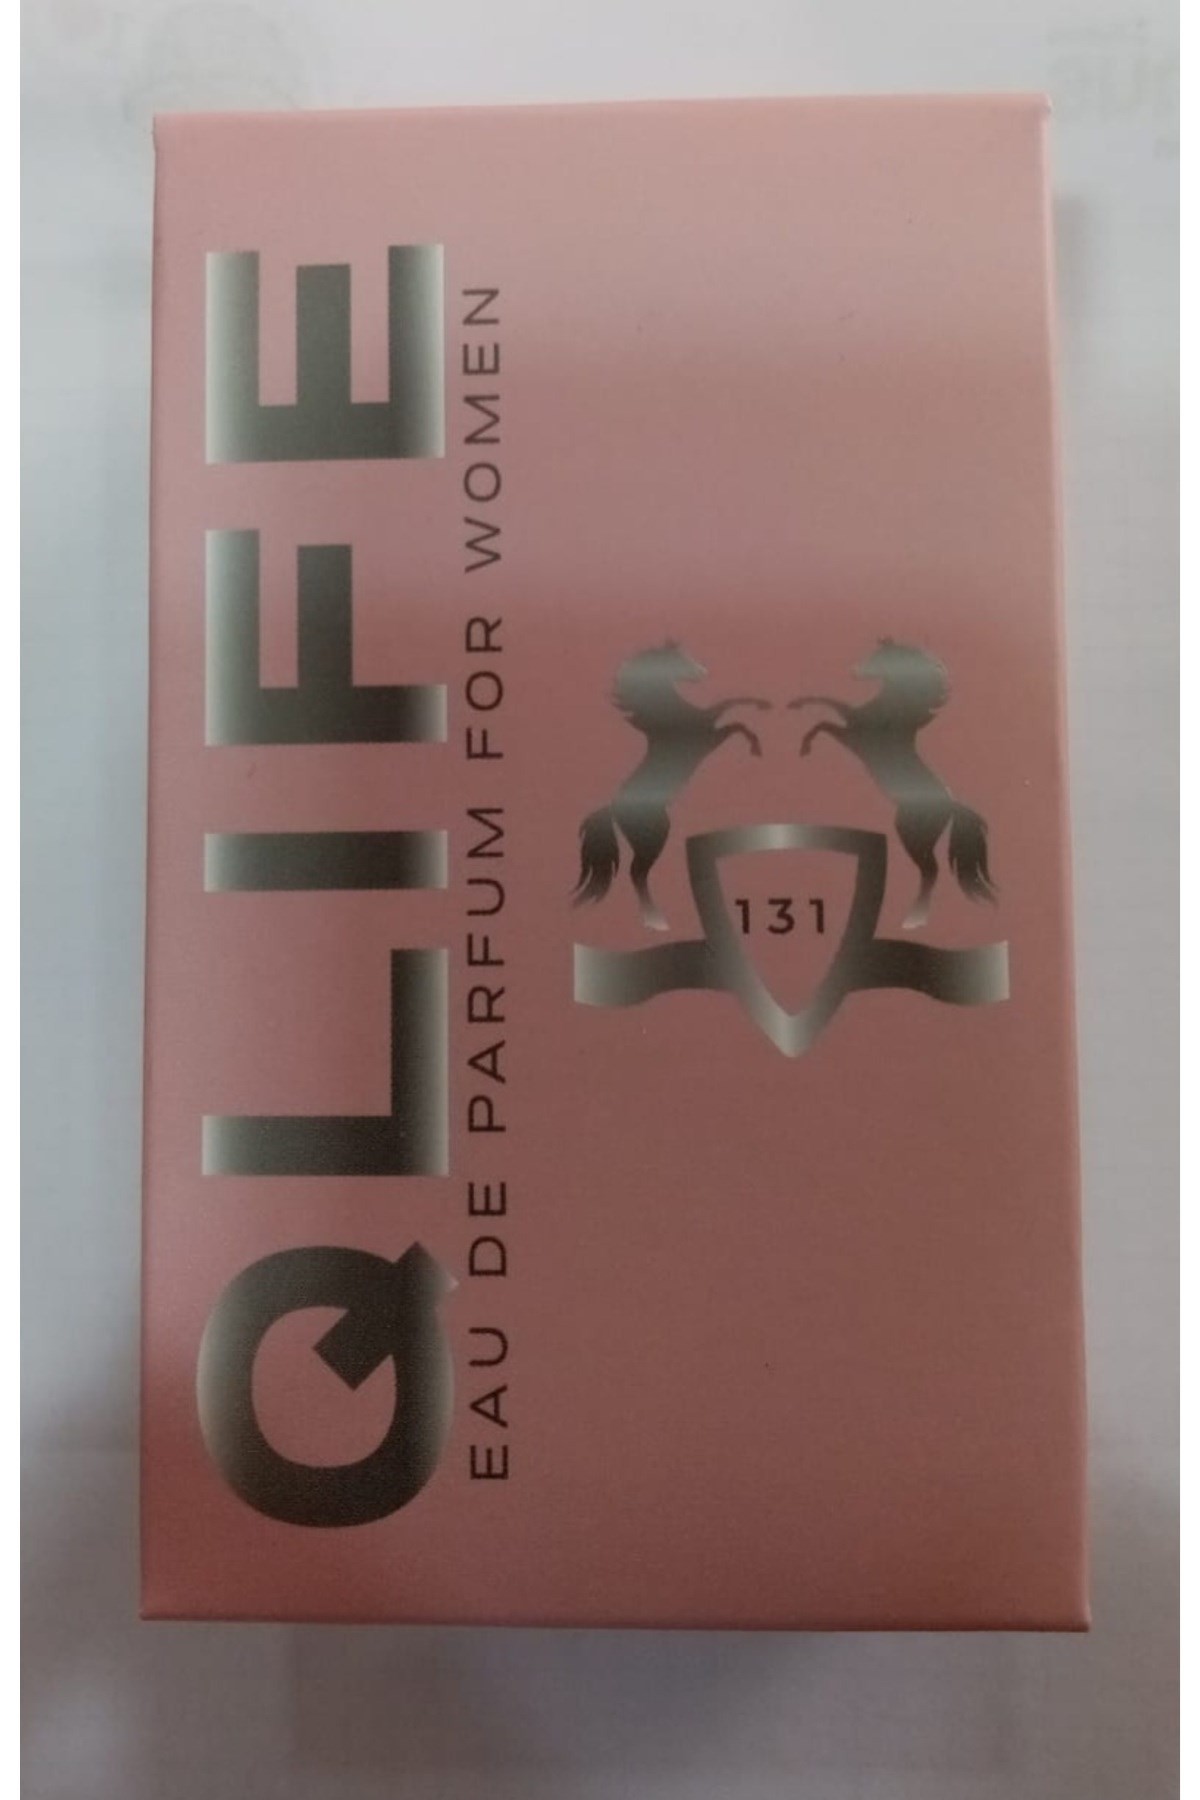 QLIFE
EAU DE PARFUM FOR WOMEN
131